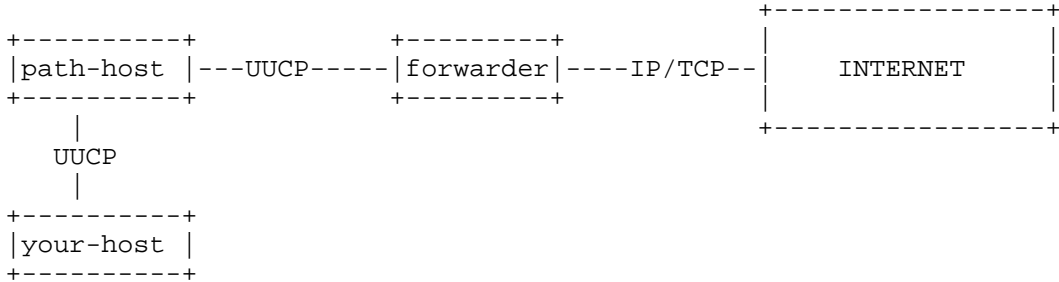 |path-host |---UUCP-----|forwarder|----IP/TCP--| INTERNET |
UUCP
|your-host |